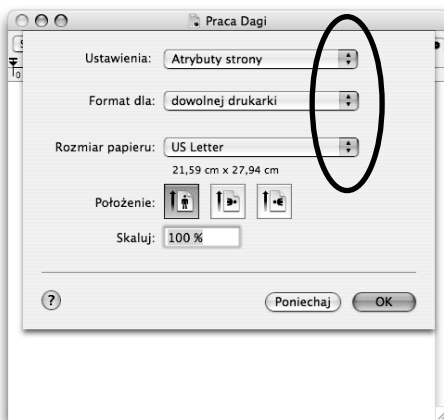 Praca Dagi
Ustawienia: Atrybuty strony
Format dla: dowolnej drukarki
Rozmiar papieru: US Letter
21,59 cm x 27,94 cm
Położenie:
Skaluj: 100 %
? Poniechaj OK